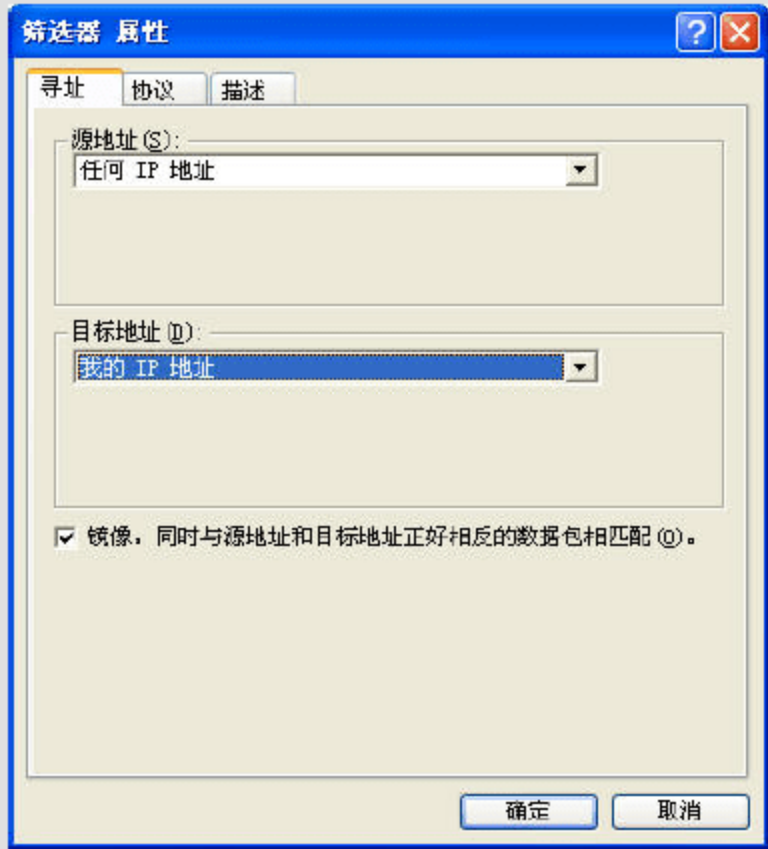 筛选器 属性
寻址 协议 描述
源地址(S):
任何 IP 地址
目标地址(D):
我的 IP 地址
镜像。同时与源地址和目标地址正好相反的数据包相匹配(O)。
确定 取消